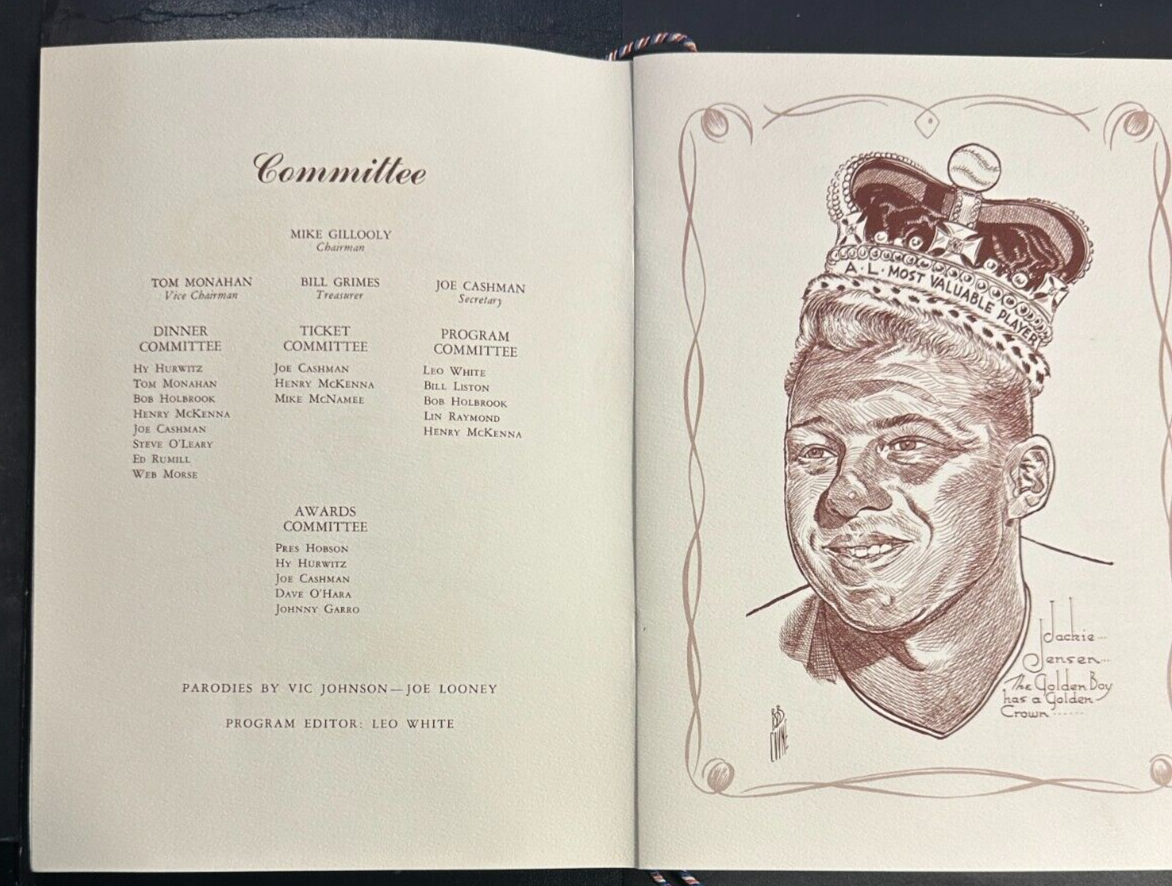 Committee
MIKE GILLOOLY
Chairman
TOM MONAHAN
Vice Chairman
BILL GRIMES
Treasurer
JOE CASHMAN
Secretary
DINNER
COMMITTEE
HY HURWITZ
TOM MONAHAN
BOB HOLBROOK
HENRY MCKENNA
JOE CASHMAN
STEVE O'LEARY
ED RUMILL
WEB MORSE
TICKET
COMMITTEE
JOE CASHMAN
HENRY MCKENNA
MIKE MCNAMEE
PROGRAM
COMMITTEE
LEO WHITE
BILL LISTON
BOB HOLBROOK
LIN RAYMOND
HENRY MCKENNA
AWARDS
COMMITTEE
PRES HOBSON
HY HURWITZ
JOE CASHMAN
DAVE O'HARA
JOHNNY GARRO
PARODIES BY VIC JOHNSON—JOE LOONEY
PROGRAM EDITOR: LEO WHITE
A.L. MOST VALUABLE PLAYER
Jackie...
Jensen...
The Golden Boy
has a Golden
Crown ......
BOB
COYNE